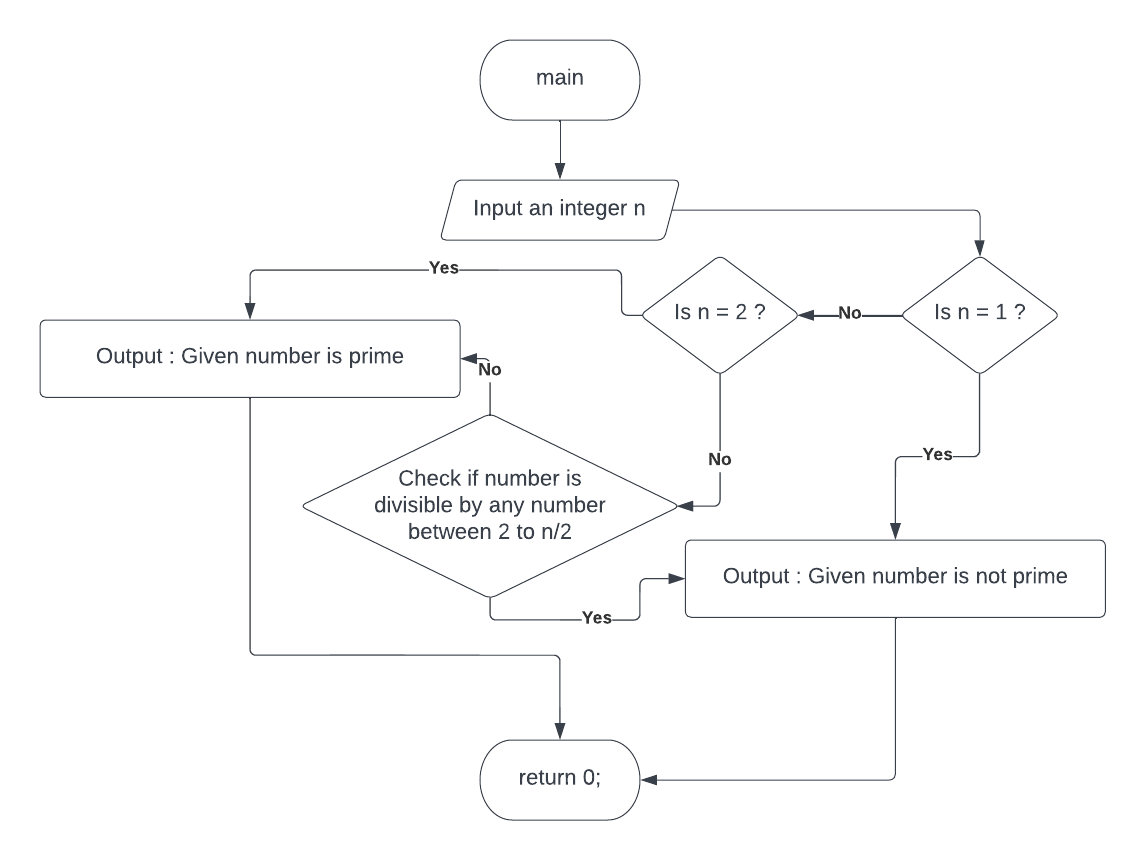 main
Input an integer n
Yes
Is n = 2 ?
No
Is n = 1 ?
Output : Given number is prime
No
No
Yes
Check if number is
divisible by any number
between 2 to n/2
Output : Given number is not prime
Yes
return 0;